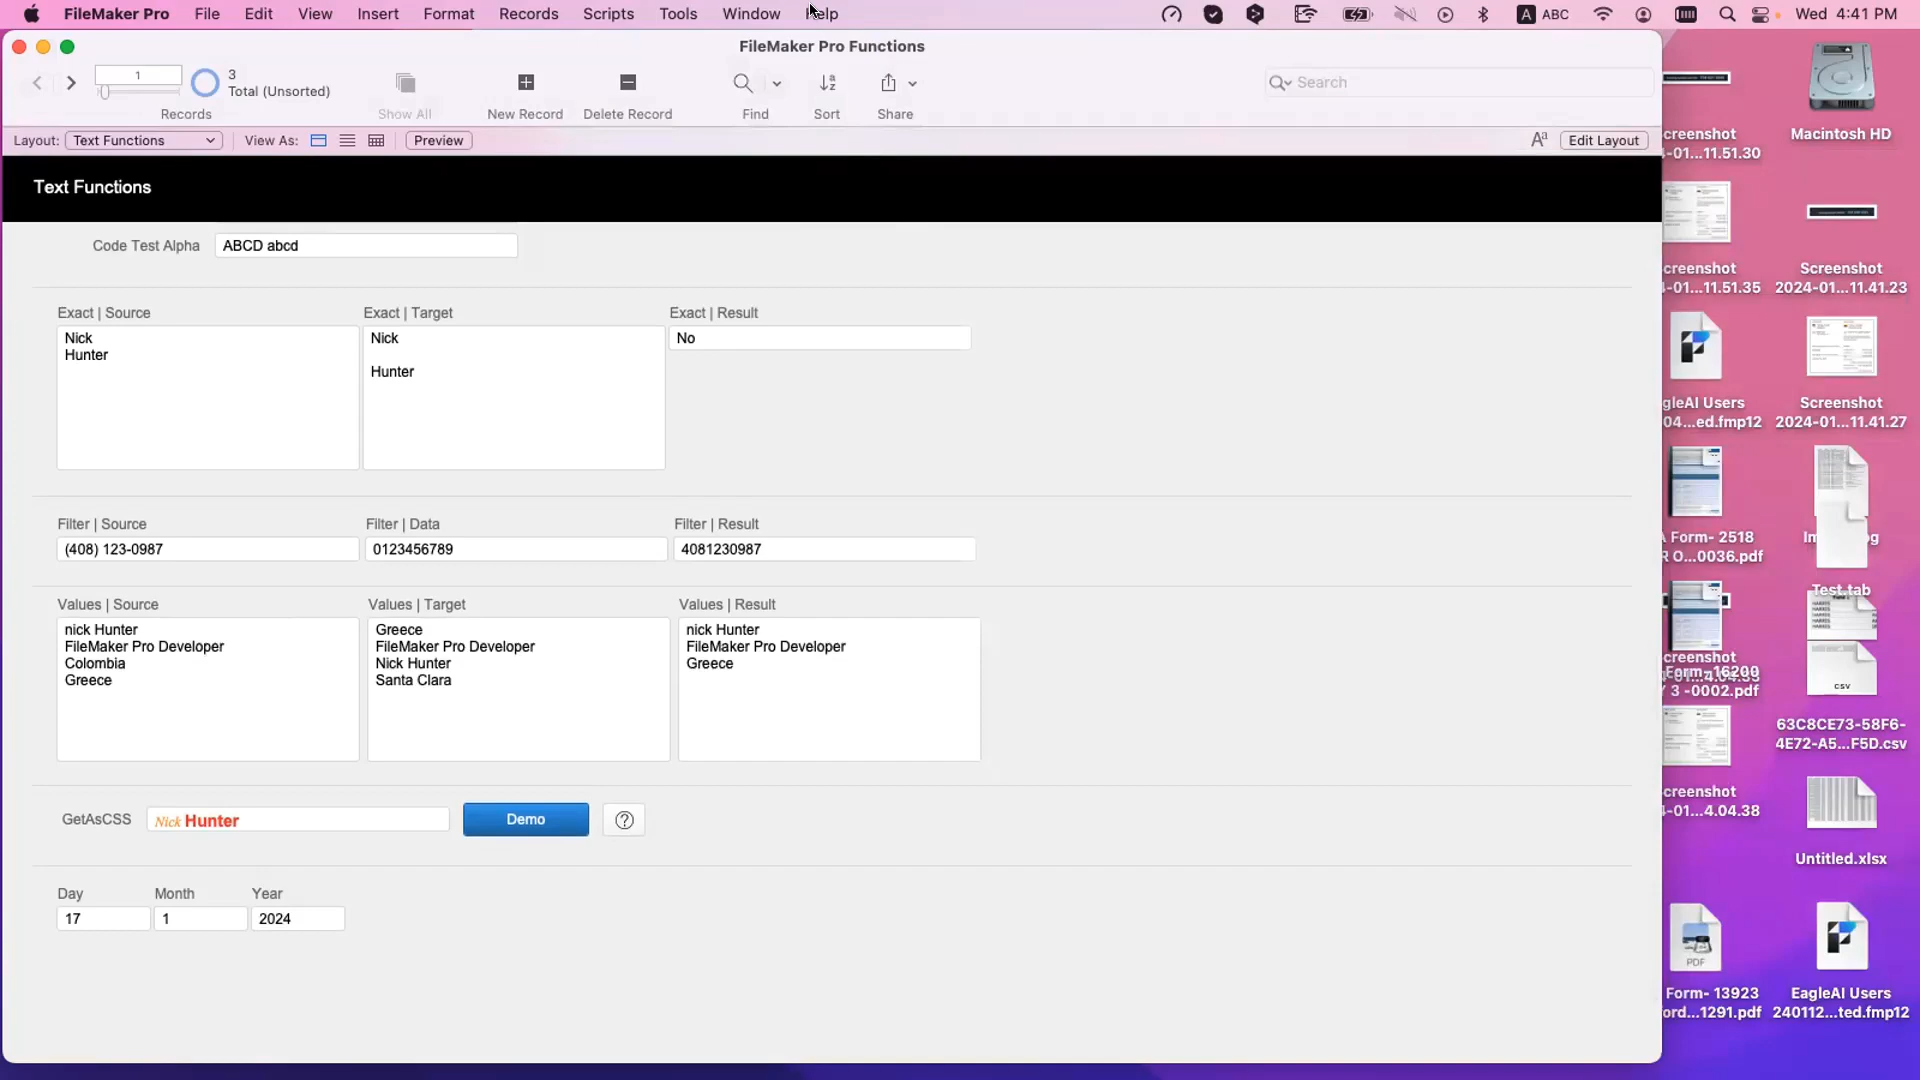 FileMaker Pro File Edit View Insert Format Records Scripts Tools Window Help
A ABC Wed 4:41 PM
FileMaker Pro Functions
1
3
Total (Unsorted)
Search
Records Show All New Record Delete Record Find Sort Share
Layout: Text Functions View As: Preview Aa Edit Layout
Text Functions
Code Test Alpha ABCD abcd
Exact | Source Exact | Target Exact | Result
Nick
Hunter
Nick

Hunter
No
Filter | Source Filter | Data Filter | Result
(408) 123-0987 0123456789 4081230987
Values | Source Values | Target Values | Result
nick Hunter
FileMaker Pro Developer
Colombia
Greece
Greece
FileMaker Pro Developer
Nick Hunter
Santa Clara
nick Hunter
FileMaker Pro Developer
Greece
GetAsCSS Nick Hunter Demo ?
Day Month Year
17 1 2024
creenshot
-01...11.51.30
Macintosh HD
creenshot
-01...11.51.35
Screenshot
2024-01...11.41.23
gleAI Users
04...ed.fmp12
Screenshot
2024-01...11.41.27
Form- 2518
R O...0036.pdf
Test.tab
creenshot
Form- 16200
3 -0002.pdf
CSV
63C8CE73-58F6-
4E72-A5...F5D.csv
creenshot
-01...4.04.38
Untitled.xlsx
PDF
Form- 13923
ord...1291.pdf
EagleAI Users
240112...ted.fmp12